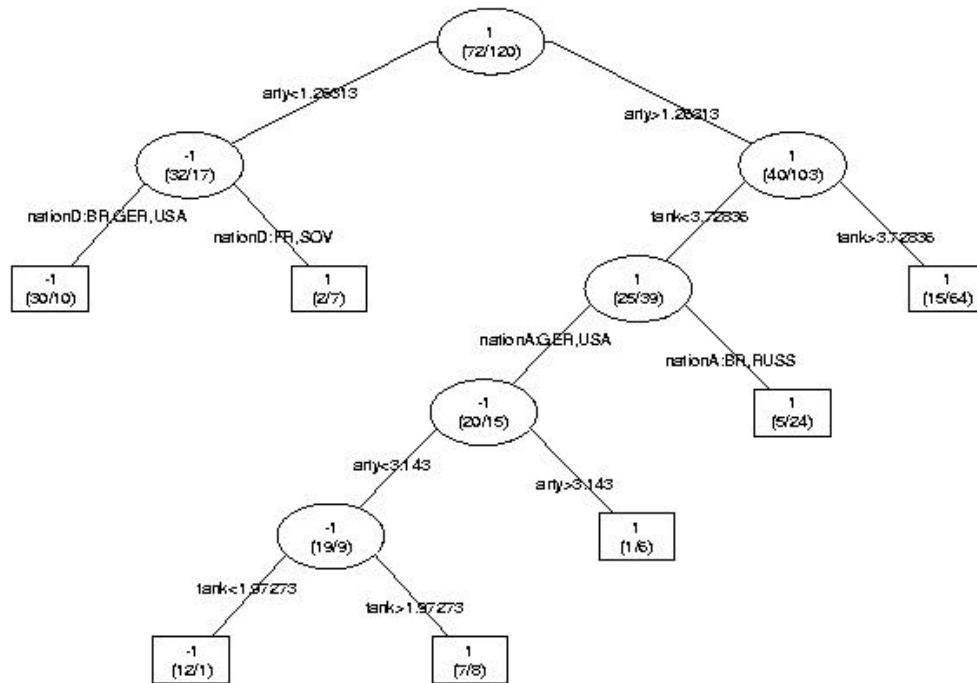 1
(72/120)
arty<1.26313
arty>1.26313
-1
(32/17)
1
(40/103)
nationD:BR,GER,USA
nationD:FR,SOV
tank<3.72836
tank>3.72836
-1
(30/10)
1
(2/7)
1
(25/39)
1
(15/64)
nationA:GER,USA
nationA:BR,RUSS
-1
(20/15)
1
(5/24)
arty<3.143
arty>3.143
-1
(19/9)
1
(1/6)
tank<1.97273
tank>1.97273
-1
(12/1)
1
(7/8)